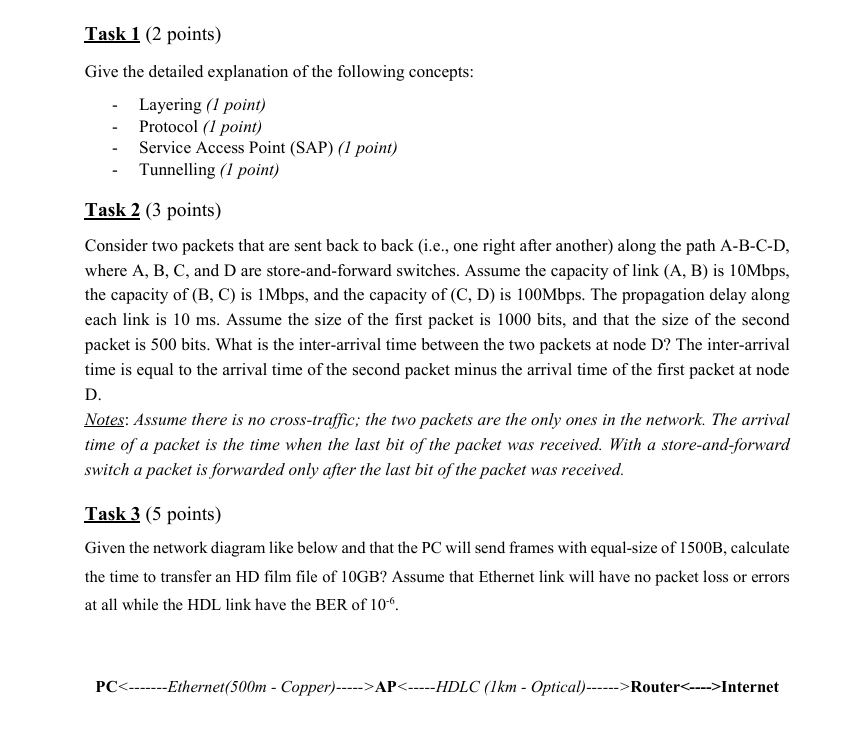 Task 1 (2 points)
Give the detailed explanation of the following concepts:
- Layering (1 point)
- Protocol (1 point)
- Service Access Point (SAP) (1 point)
- Tunnelling (1 point)
Task 2 (3 points)
Consider two packets that are sent back to back (i.e., one right after another) along the path A-B-C-D,
where A, B, C, and D are store-and-forward switches. Assume the capacity of link (A, B) is 10Mbps,
the capacity of (B, C) is 1Mbps, and the capacity of (C, D) is 100Mbps. The propagation delay along
each link is 10 ms. Assume the size of the first packet is 1000 bits, and that the size of the second
packet is 500 bits. What is the inter-arrival time between the two packets at node D? The inter-arrival
time is equal to the arrival time of the second packet minus the arrival time of the first packet at node
D.
Notes: Assume there is no cross-traffic; the two packets are the only ones in the network. The arrival
time of a packet is the time when the last bit of the packet was received. With a store-and-forward
switch a packet is forwarded only after the last bit of the packet was received.
Task 3 (5 points)
Given the network diagram like below and that the PC will send frames with equal-size of 1500B, calculate
the time to transfer an HD film file of 10GB? Assume that Ethernet link will have no packet loss or errors
at all while the HDL link have the BER of 10⁻⁶.
PC<-------Ethernet(500m - Copper)----->AP<-----HDLC (1km - Optical)------>Router<---->Internet